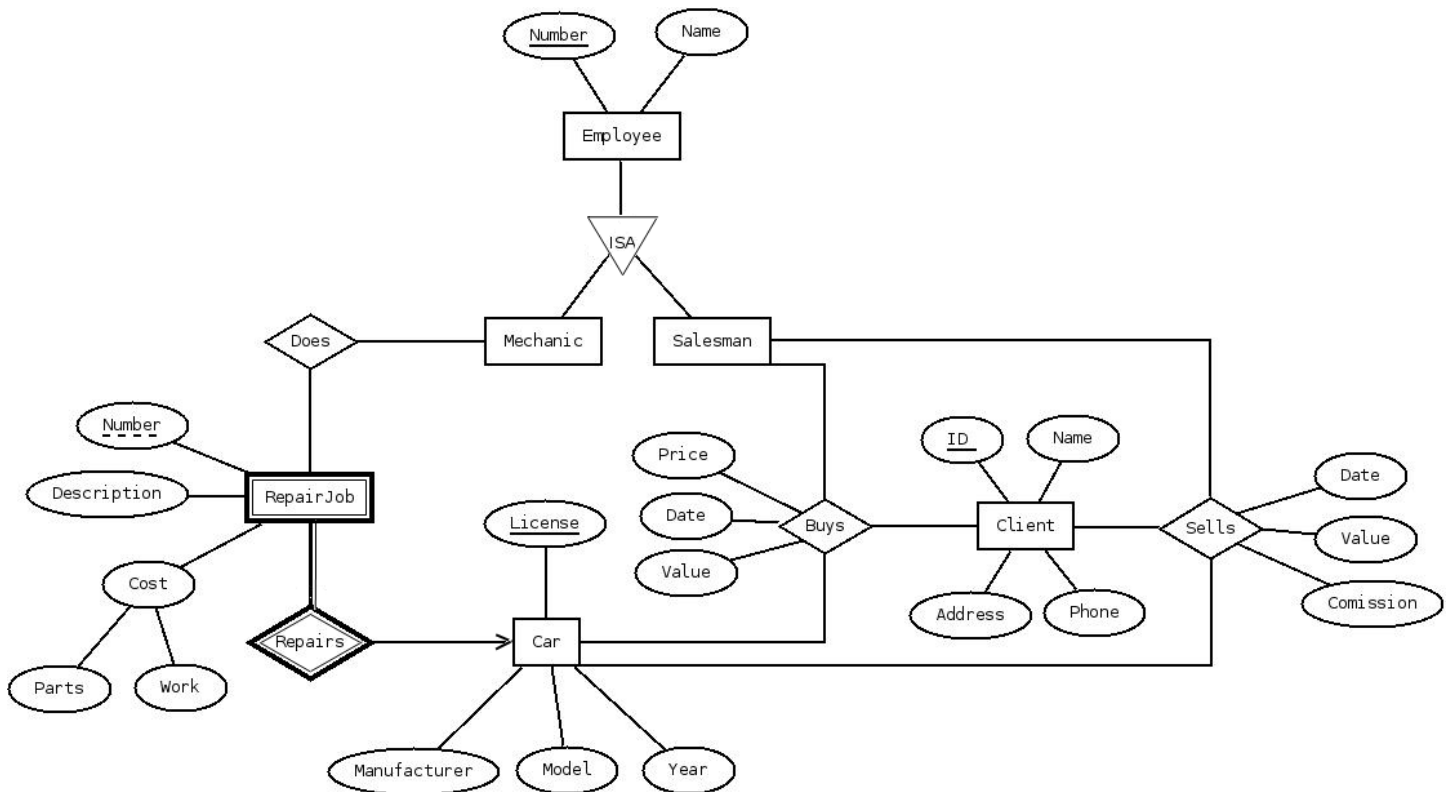 Number
Name
Employee
ISA
Does
Mechanic
Salesman
Number
Description
RepairJob
Cost
Parts
Work
Repairs
License
Car
Manufacturer
Model
Year
Price
Date
Value
Buys
ID
Name
Client
Address
Phone
Sells
Date
Value
Comission